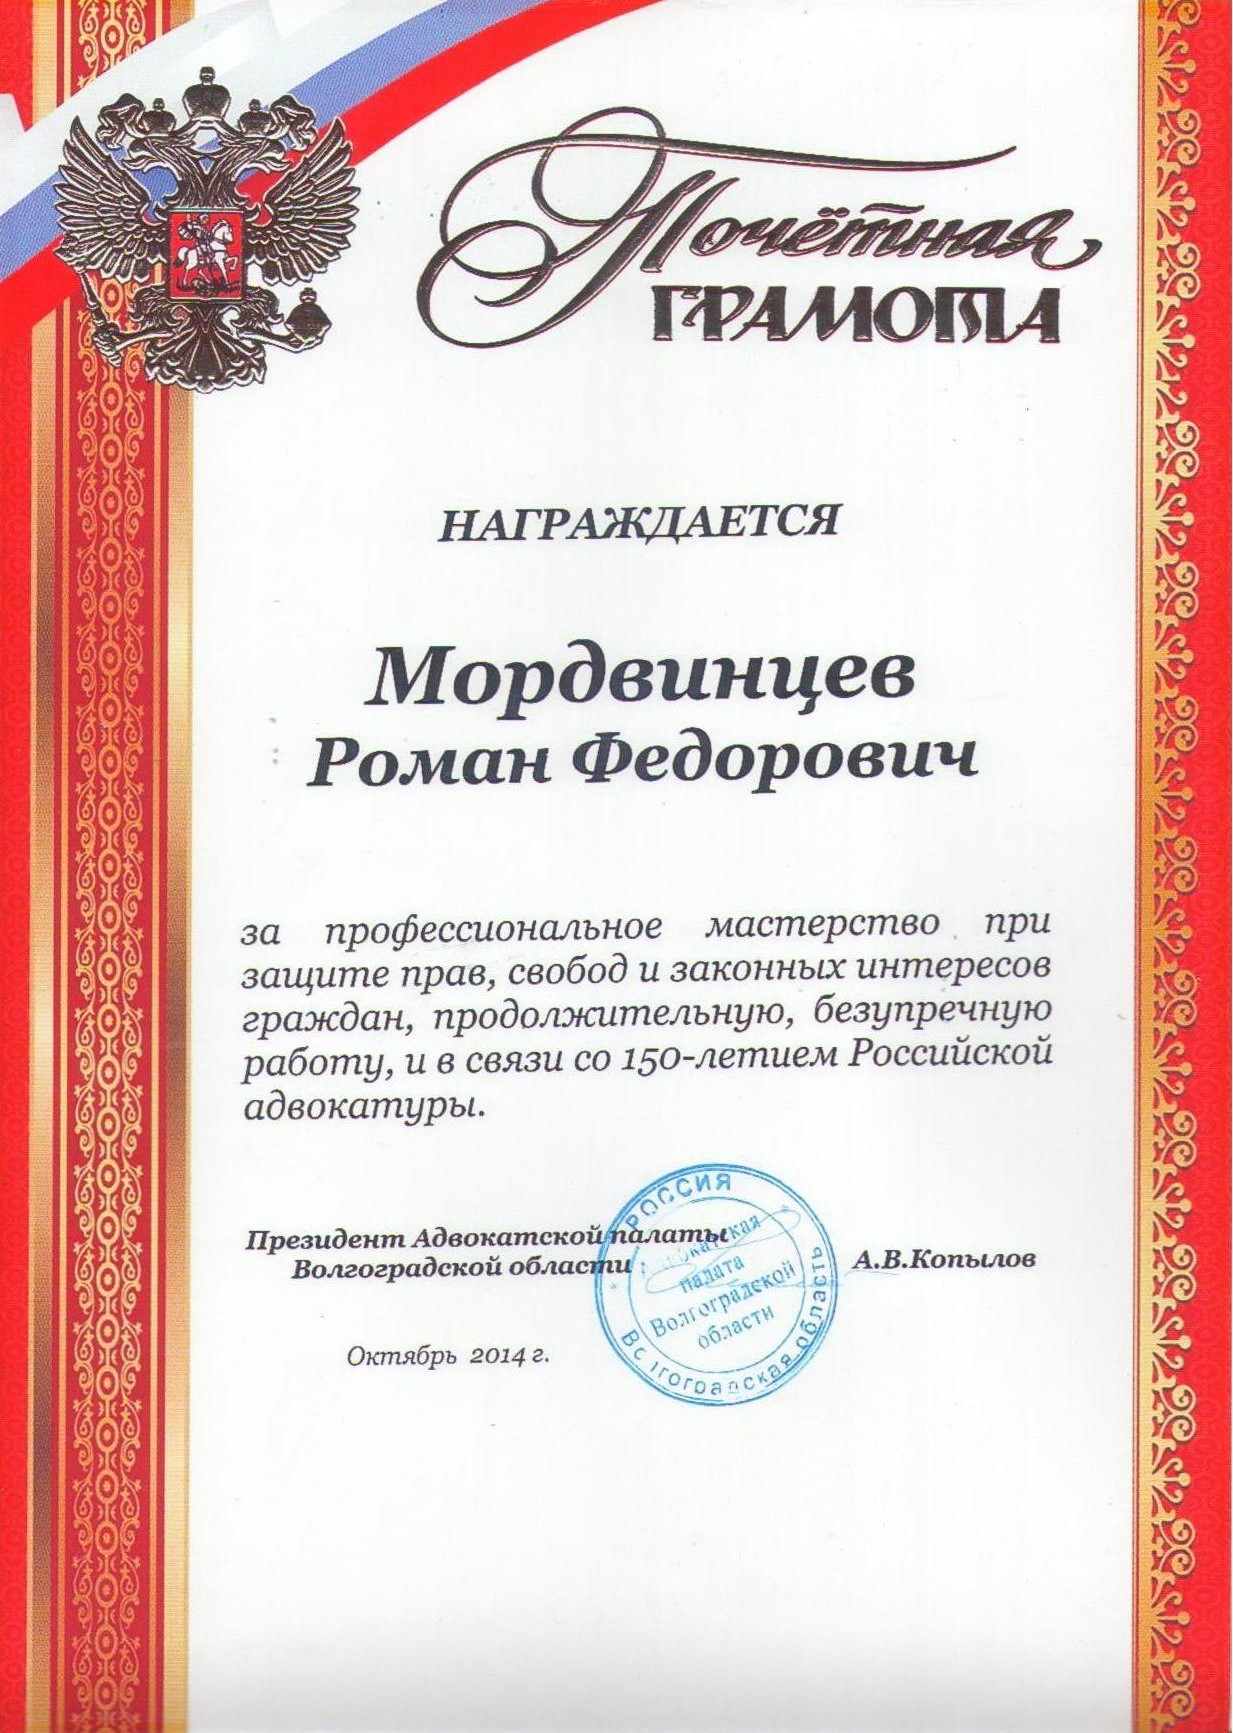 Почётная
ГРАМОТА
НАГРАЖДАЕТСЯ
Мордвинцев
Роман Федорович
за профессиональное мастерство при
защите прав, свобод и законных интересов
граждан, продолжительную, безупречную
работу, и в связи со 150-летием Российской
адвокатуры.
Президент Адвокатской палаты
Волгоградской области
А.В.Копылов
РОССИЯ
Адвокатская
палата
Волгоградской
области
Волгоградская область
Октябрь 2014 г.